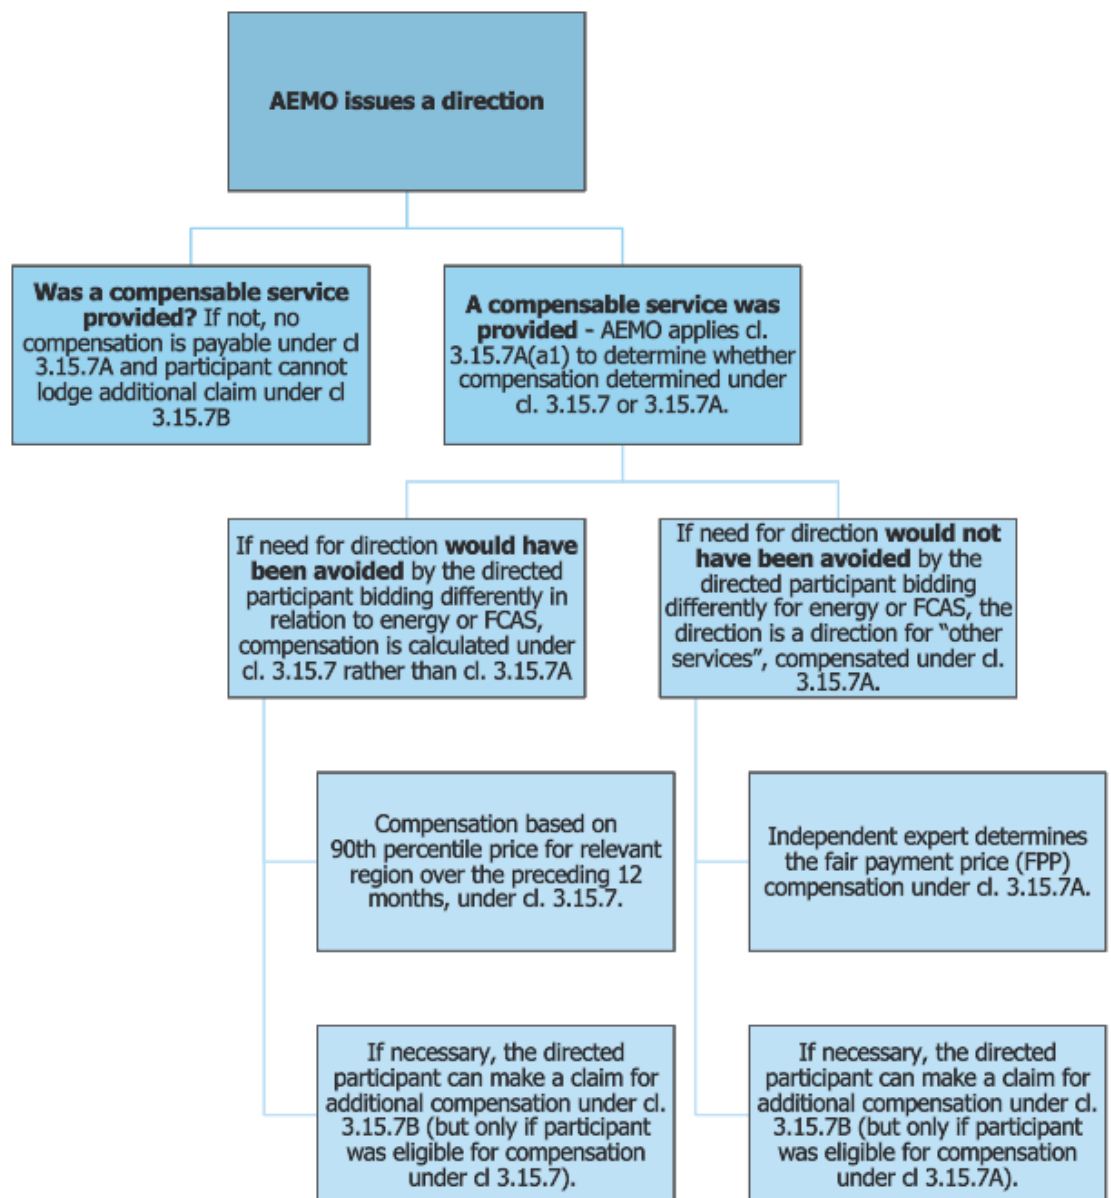 AEMO issues a direction
Was a compensable service
provided? If not, no
compensation is payable under cl
3.15.7A and participant cannot
lodge additional claim under cl
3.15.7B
A compensable service was
provided - AEMO applies cl.
3.15.7A(a1) to determine whether
compensation determined under
cl. 3.15.7 or 3.15.7A.
If need for direction would have
been avoided by the directed
participant bidding differently in
relation to energy or FCAS,
compensation is calculated under
cl. 3.15.7 rather than cl. 3.15.7A
If need for direction would not
have been avoided by the
directed participant bidding
differently for energy or FCAS, the
direction is a direction for “other
services”, compensated under cl.
3.15.7A.
Compensation based on
90th percentile price for relevant
region over the preceding 12
months, under cl. 3.15.7.
Independent expert determines
the fair payment price (FPP)
compensation under cl. 3.15.7A.
If necessary, the directed
participant can make a claim for
additional compensation under cl.
3.15.7B (but only if participant
was eligible for compensation
under cl 3.15.7).
If necessary, the directed
participant can make a claim for
additional compensation under cl.
3.15.7B (but only if participant
was eligible for compensation
under cl 3.15.7A).